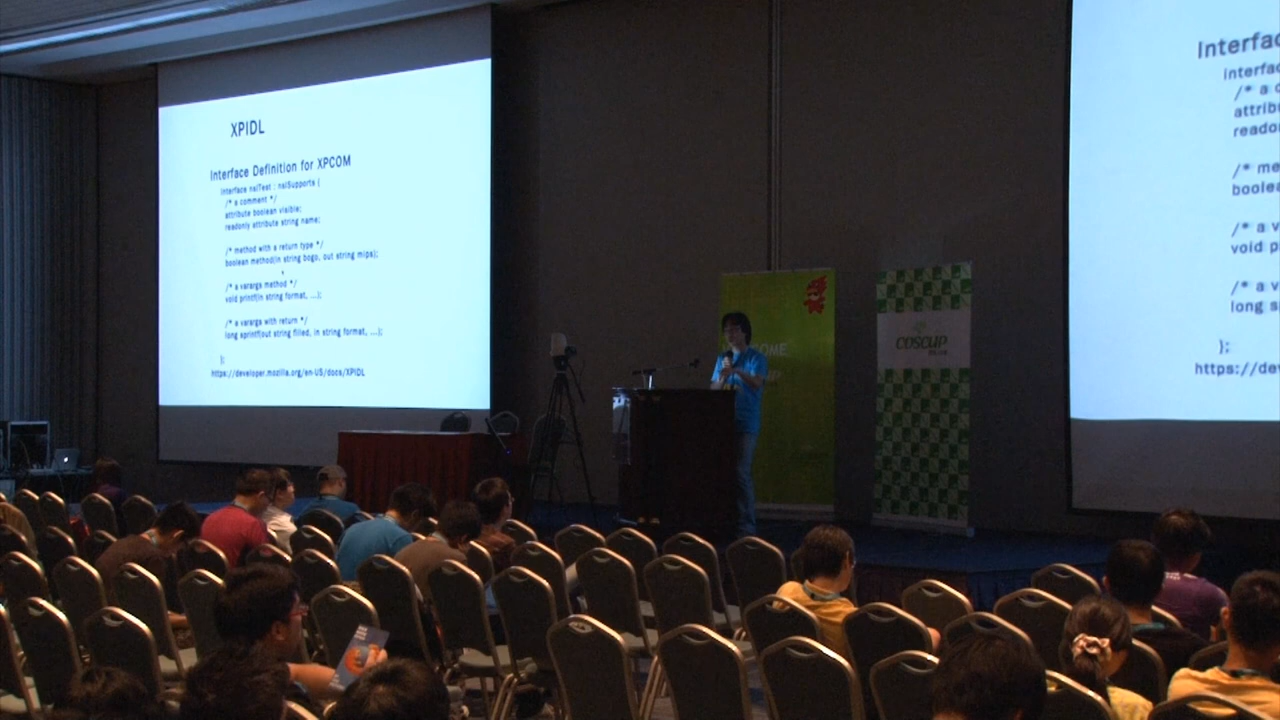 XPIDL
Interface Definition for XPCOM
interface nsiTest : nsiSupports {
/* a comment */
attribute boolean visible;
readonly attribute string name;
/* method with a return type */
boolean method(in string bogo, out string mips);
/* a varargs method */
void printf(in string format, ...);
/* a varargs with return */
long sprintf(out string filled, in string format, ...);
};
https://developer.mozilla.org/en-US/docs/XPIDL
COSCUP
Interfac
interfac
/* a c
attrib
reado
/* me
boolea
/* a v
void p
/* a v
long s
};
https://dev